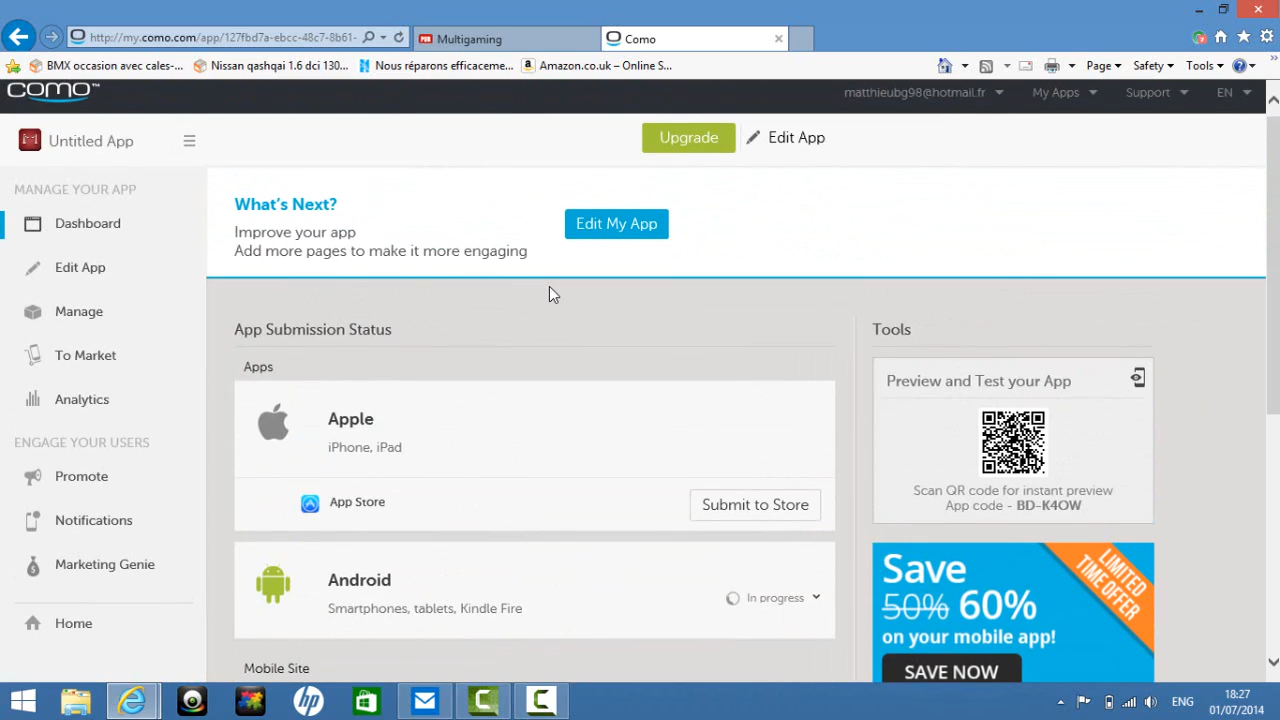 http://my.como.com/app/127fbd7a-ebcc-48c7-8b61-
Multigaming
Como
BMX occasion avec cales-...
Nissan qashqai 1.6 dci 130...
Nous réparons efficaceme...
Amazon.co.uk – Online S...
Page
Safety
Tools
como™
matthieubg98@hotmail.fr
My Apps
Support
EN
Untitled App
Upgrade
Edit App
MANAGE YOUR APP
Dashboard
Edit App
Manage
To Market
Analytics
ENGAGE YOUR USERS
Promote
Notifications
Marketing Genie
Home
What's Next?
Improve your app
Add more pages to make it more engaging
Edit My App
App Submission Status
Apps
Apple
iPhone, iPad
App Store
Submit to Store
Android
Smartphones, tablets, Kindle Fire
In progress
Mobile Site
Tools
Preview and Test your App
Scan QR code for instant preview
App code - BD-K4OW
Save
50% 60%
on your mobile app!
SAVE NOW
LIMITED
TIME OFFER
ENG
18:27
01/07/2014